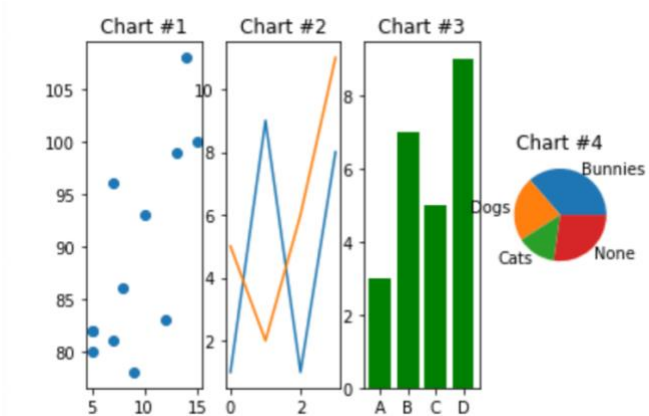 Chart #1
105
100
95
90
85
80
5 10 15
Chart #2
10
8
6
4
2
0 2
Chart #3
8
6
4
2
0
A B C D
Chart #4
Bunnies
Dogs
Cats
None